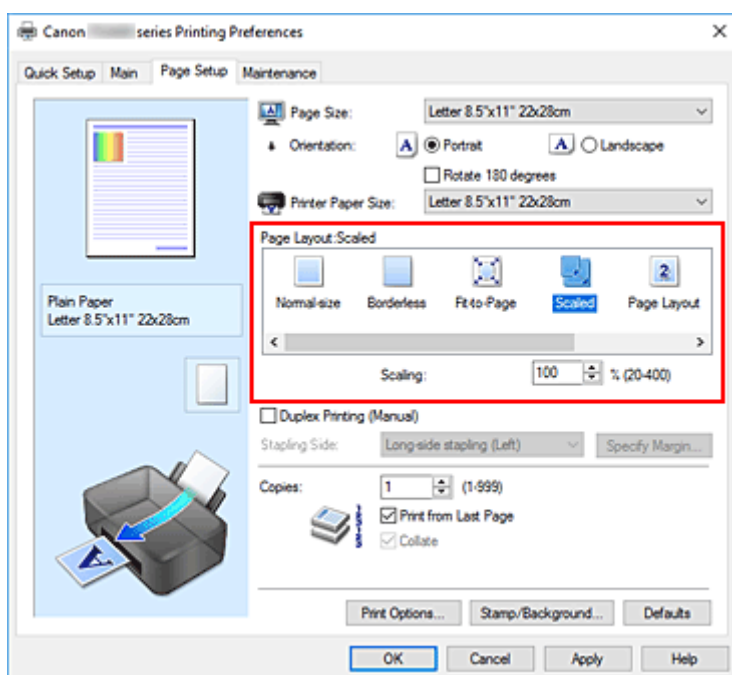 Canon series Printing Preferences
Quick Setup Main Page Setup Maintenance
Page Size: Letter 8.5"x11" 22x28cm
Orientation: A Portrait A Landscape
Rotate 180 degrees
Printer Paper Size: Letter 8.5"x11" 22x28cm
Page Layout:Scaled
2
Normal-size Borderless Fit-to-Page Scaled Page Layout
Plain Paper
Letter 8.5"x11" 22x28cm
Scaling: 100 % (20-400)
Duplex Printing (Manual)
Stapling Side: Long-side stapling (Left) Specify Margin...
Copies: 1 (1-999)
Print from Last Page
Collate
A
Print Options... Stamp/Background... Defaults
OK Cancel Apply Help